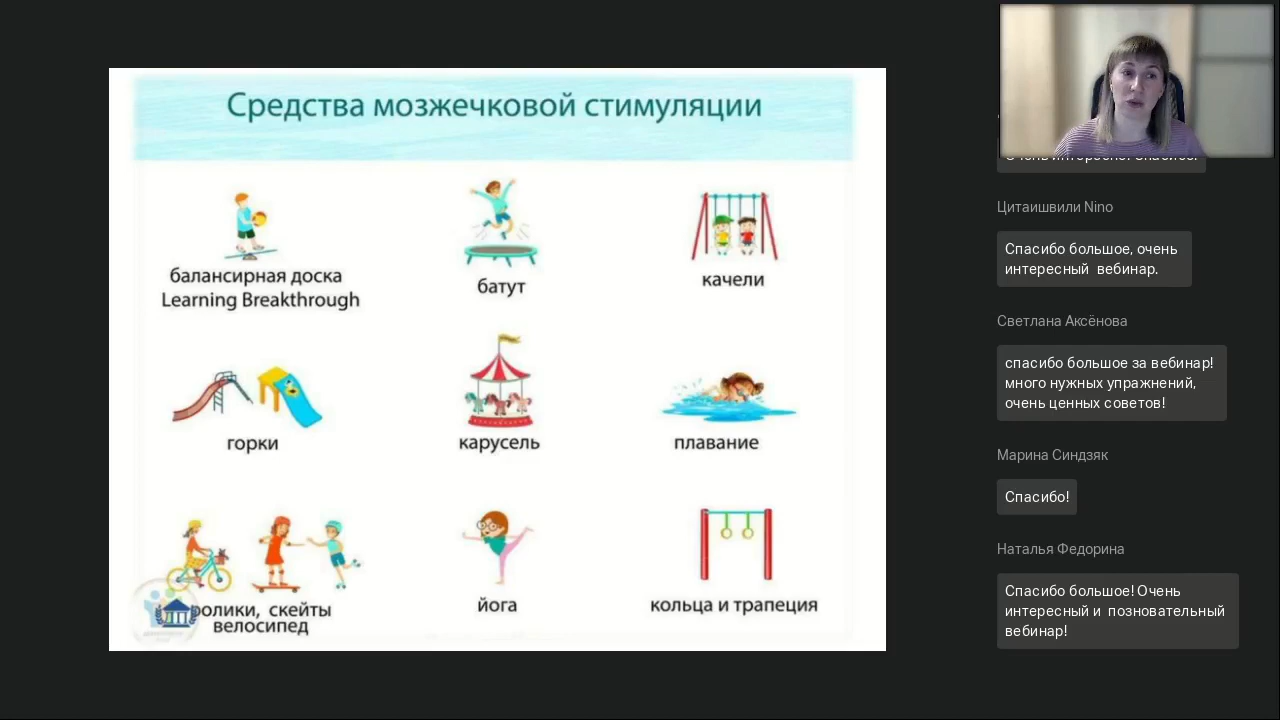 Средства мозжечковой стимуляции
балансирная доска
Learning Breakthrough
батут
качели
горки
карусель
плавание
ролики, скейты
велосипед
йога
кольца и трапеция
Цитаишвили Nino
Спасибо большое, очень
интересный вебинар.
Светлана Аксёнова
спасибо большое за вебинар!
много нужных упражнений,
очень ценных советов!
Марина Синдзяк
Спасибо!
Наталья Федорина
Спасибо большое! Очень
интересный и позновательный
вебинар!